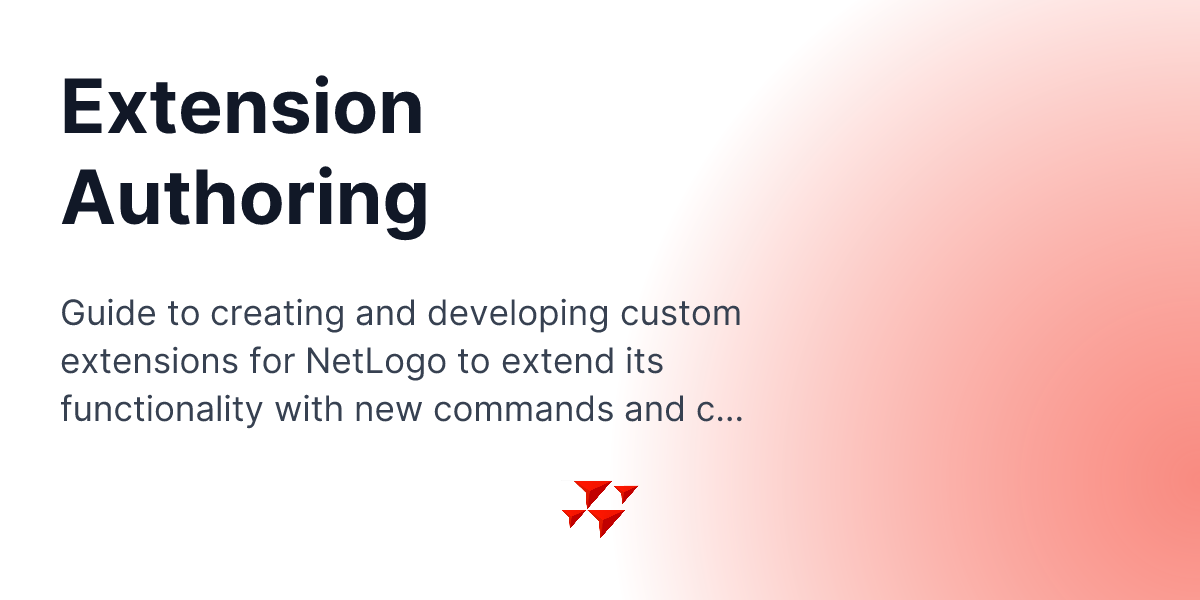 Extension
Authoring
Guide to creating and developing custom
extensions for NetLogo to extend its
functionality with new commands and c...